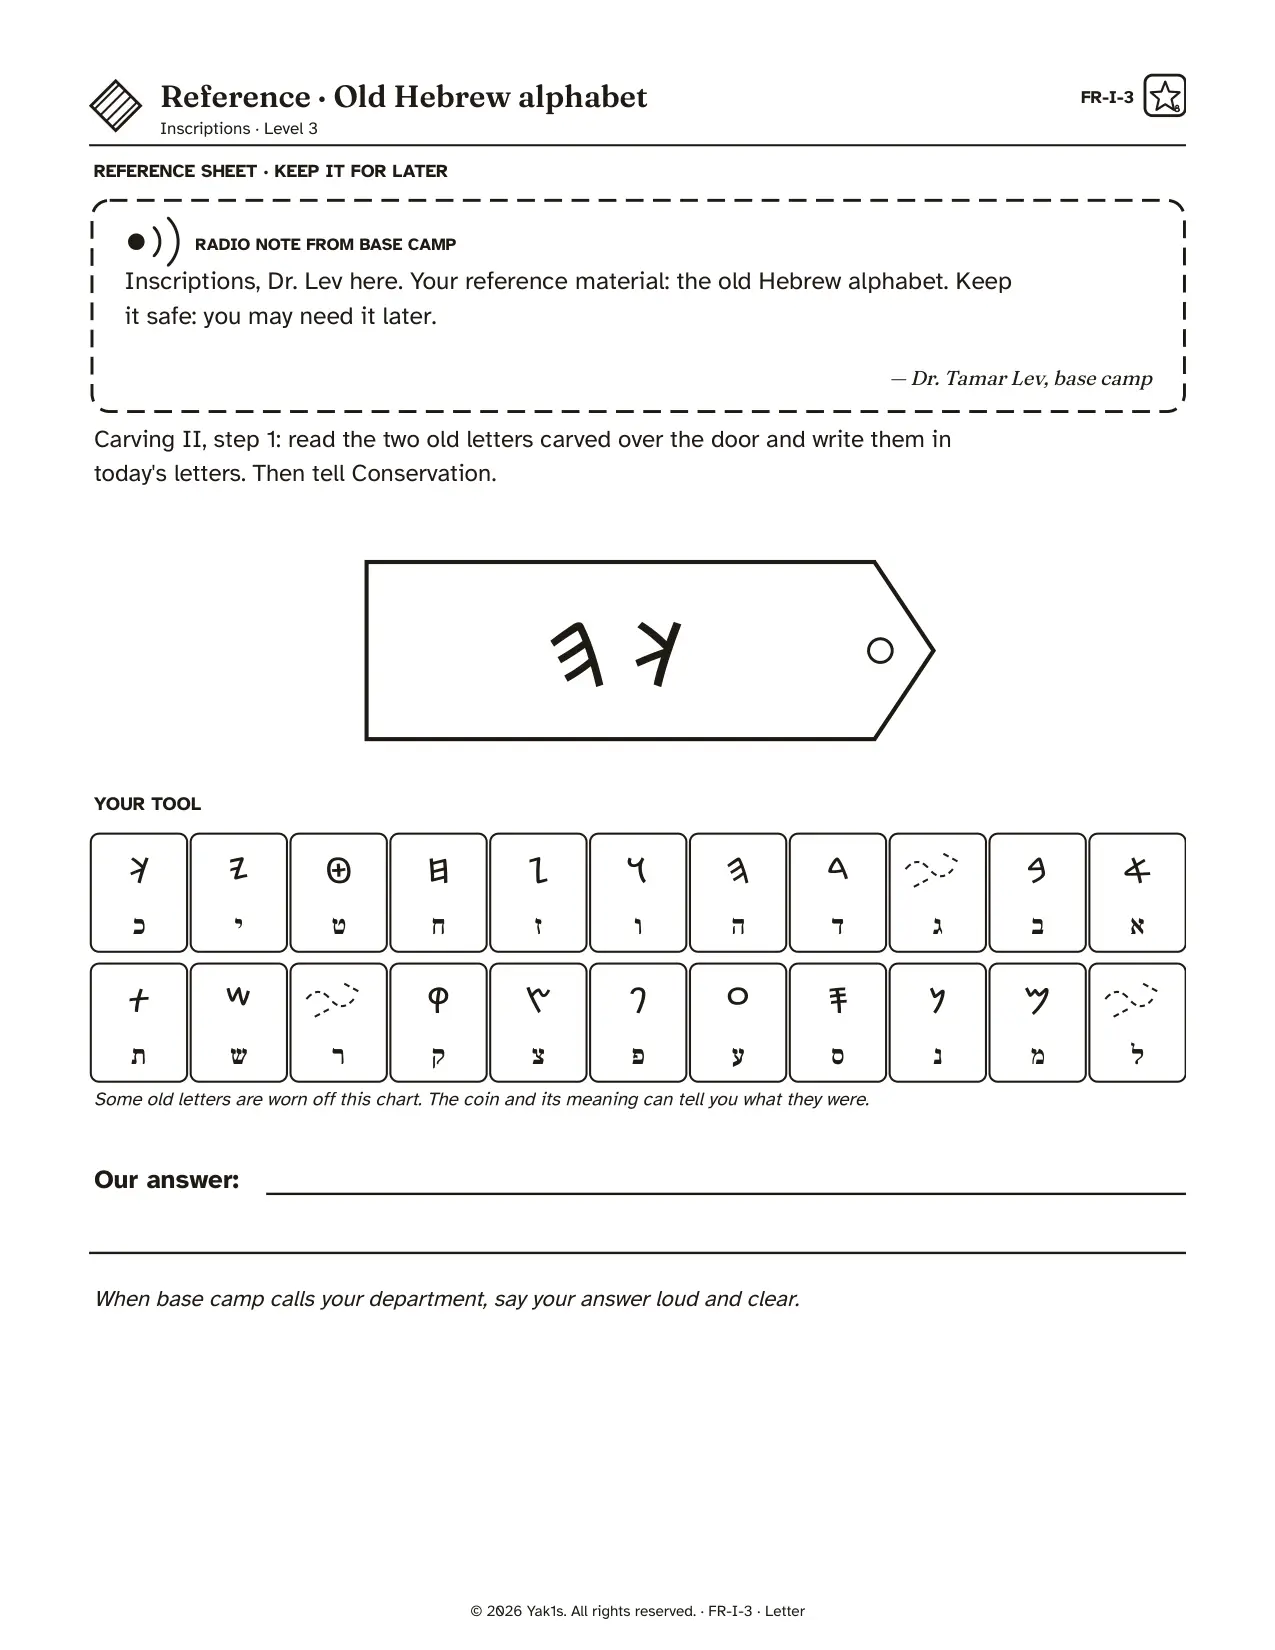 Reference · Old Hebrew alphabet
Inscriptions · Level 3
FR-I-3
8
REFERENCE SHEET · KEEP IT FOR LATER
RADIO NOTE FROM BASE CAMP
Inscriptions, Dr. Lev here. Your reference material: the old Hebrew alphabet. Keep
it safe: you may need it later.
— Dr. Tamar Lev, base camp
Carving II, step 1: read the two old letters carved over the door and write them in
today's letters. Then tell Conservation.
𐤊𐤄
YOUR TOOL
𐤀 𐤁 𐤃 𐤄 𐤅 𐤆 𐤇 𐤈 𐤉 𐤊
א ב ג ד ה ו ז ח ט י כ
𐤌 𐤍 𐤎 𐤏 𐤐 𐤑 𐤒 𐤔 𐤕
ל מ נ ס ע פ צ ק ר ש ת
Some old letters are worn off this chart. The coin and its meaning can tell you what they were.
Our answer:
When base camp calls your department, say your answer loud and clear.
© 2026 Yak1s. All rights reserved. · FR-I-3 · Letter